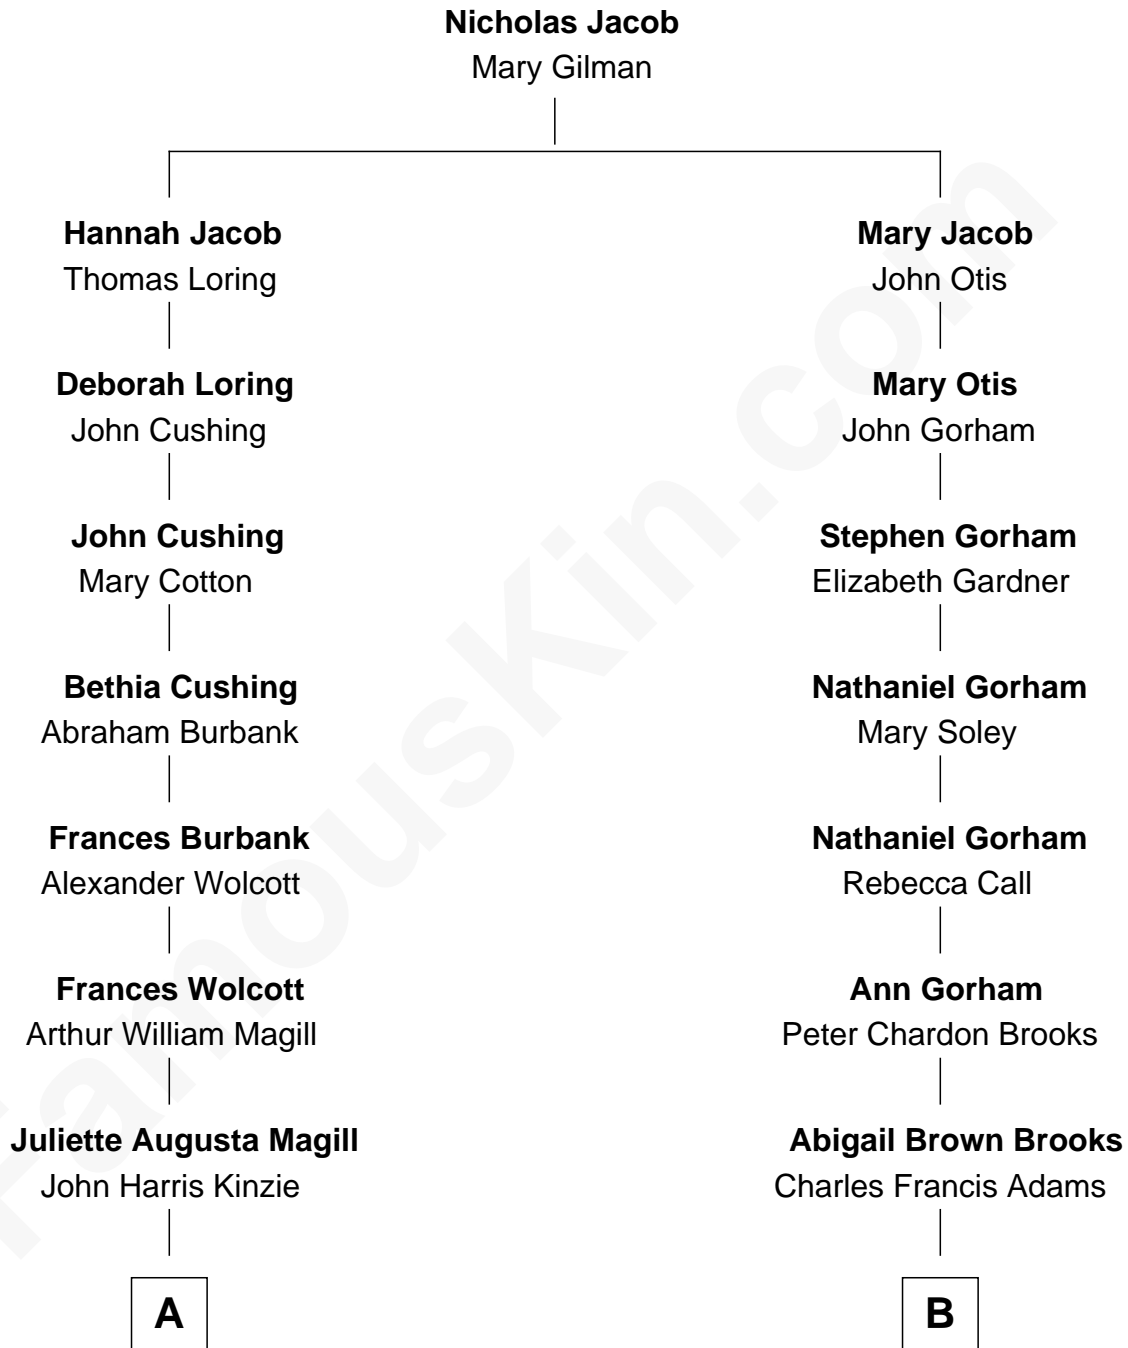 Nicholas Jacob
Mary Gilman
Hannah Jacob
Thomas Loring
Mary Jacob
John Otis
Deborah Loring
John Cushing
Mary Otis
John Gorham
John Cushing
Mary Cotton
Stephen Gorham
Elizabeth Gardner
Bethia Cushing
Abraham Burbank
Nathaniel Gorham
Mary Soley
Frances Burbank
Alexander Wolcott
Nathaniel Gorham
Rebecca Call
Frances Wolcott
Arthur William Magill
Ann Gorham
Peter Chardon Brooks
Juliette Augusta Magill
John Harris Kinzie
Abigail Brown Brooks
Charles Francis Adams
A
B
FamousKin.com